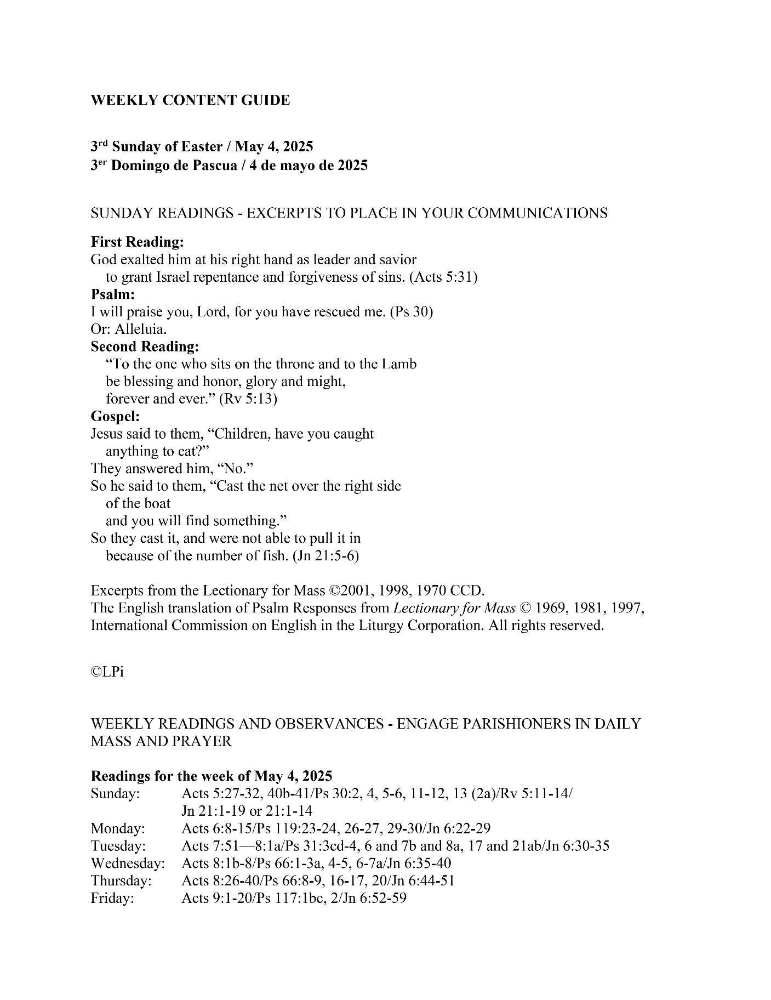 WEEKLY CONTENT GUIDE
3rd Sunday of Easter / May 4, 2025
3er Domingo de Pascua / 4 de mayo de 2025
SUNDAY READINGS - EXCERPTS TO PLACE IN YOUR COMMUNICATIONS
First Reading:
God exalted him at his right hand as leader and savior
to grant Israel repentance and forgiveness of sins. (Acts 5:31)
Psalm:
I will praise you, Lord, for you have rescued me. (Ps 30)
Or: Alleluia.
Second Reading:
“To the one who sits on the throne and to the Lamb
be blessing and honor, glory and might,
forever and ever.” (Rv 5:13)
Gospel:
Jesus said to them, “Children, have you caught
anything to eat?”
They answered him, “No.”
So he said to them, “Cast the net over the right side
of the boat
and you will find something.”
So they cast it, and were not able to pull it in
because of the number of fish. (Jn 21:5-6)
Excerpts from the Lectionary for Mass ©2001, 1998, 1970 CCD.
The English translation of Psalm Responses from Lectionary for Mass © 1969, 1981, 1997,
International Commission on English in the Liturgy Corporation. All rights reserved.
©LPi
WEEKLY READINGS AND OBSERVANCES - ENGAGE PARISHIONERS IN DAILY
MASS AND PRAYER
Readings for the week of May 4, 2025
Sunday: Acts 5:27-32, 40b-41/Ps 30:2, 4, 5-6, 11-12, 13 (2a)/Rv 5:11-14/
Jn 21:1-19 or 21:1-14
Monday: Acts 6:8-15/Ps 119:23-24, 26-27, 29-30/Jn 6:22-29
Tuesday: Acts 7:51—8:1a/Ps 31:3cd-4, 6 and 7b and 8a, 17 and 21ab/Jn 6:30-35
Wednesday: Acts 8:1b-8/Ps 66:1-3a, 4-5, 6-7a/Jn 6:35-40
Thursday: Acts 8:26-40/Ps 66:8-9, 16-17, 20/Jn 6:44-51
Friday: Acts 9:1-20/Ps 117:1bc, 2/Jn 6:52-59